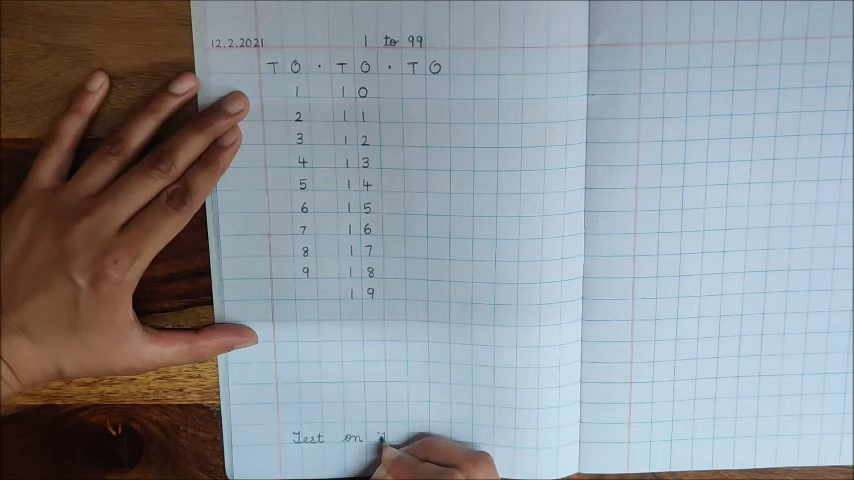 12.2.2021 1 to 99
T O . T O . T O
1 1 0
2 1 1
3 1 2
4 1 3
5 1 4
6 1 5
7 1 6
8 1 7
9 1 8
1 9
Test on